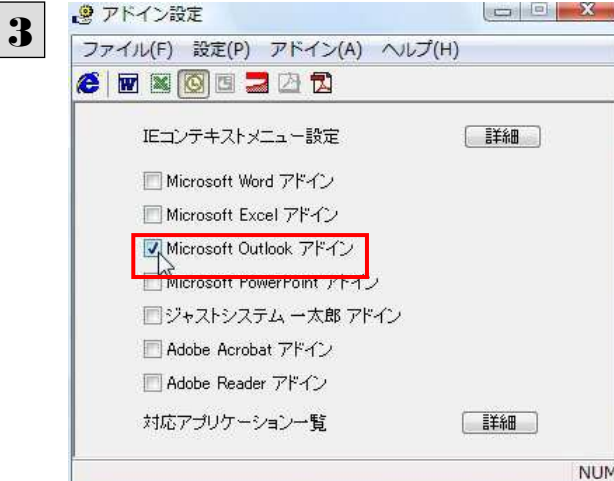 3
アドイン設定
ファイル(F) 設定(P) アドイン(A) ヘルプ(H)
IEコンテキストメニュー設定 詳細
Microsoft Word アドイン
Microsoft Excel アドイン
Microsoft Outlook アドイン
Microsoft PowerPoint アドイン
ジャストシステム 一太郎 アドイン
Adobe Acrobat アドイン
Adobe Reader アドイン
対応アプリケーション一覧 詳細
NUM